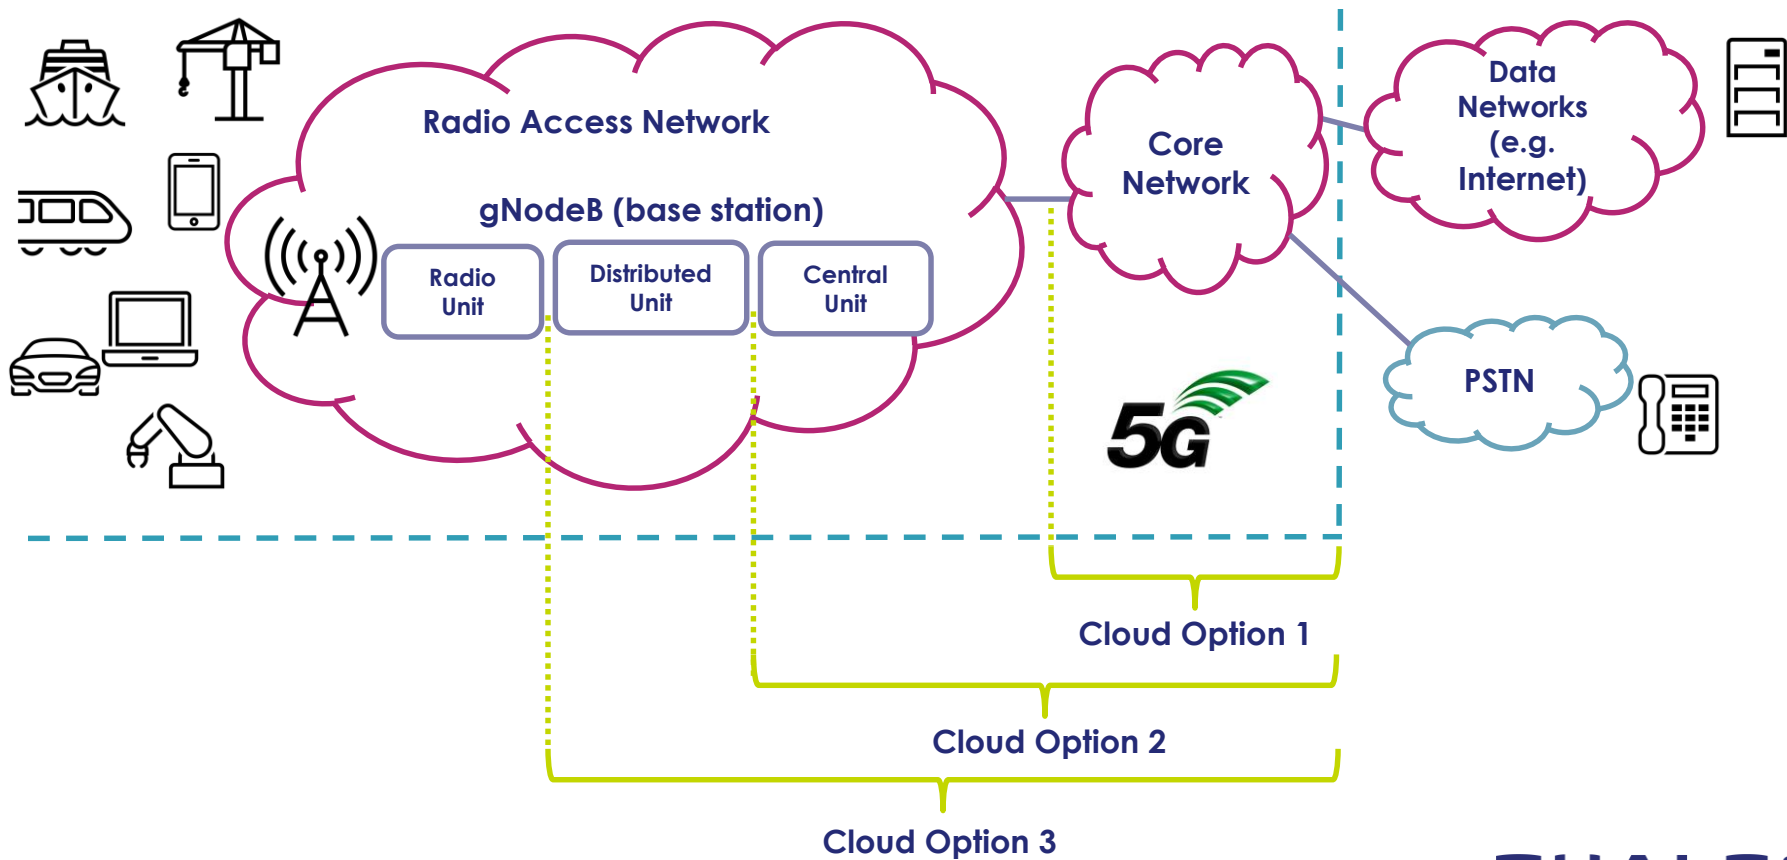 Radio Access Network
gNodeB (base station)
Radio
Unit
Distributed
Unit
Central
Unit
Core
Network
Data
Networks
(e.g.
Internet)
PSTN
5G
Cloud Option 1
Cloud Option 2
Cloud Option 3